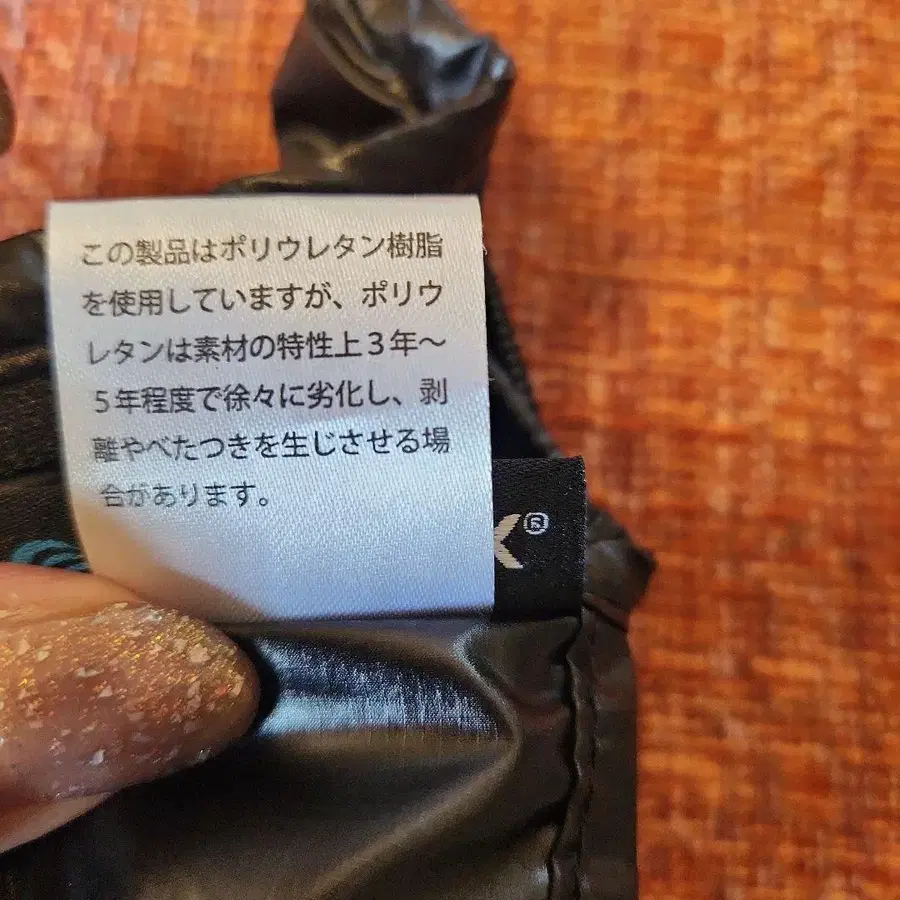 この製品はポリウレタン樹脂
を使用していますが、ポリウ
レタンは素材の特性上３年～
５年程度で徐々に劣化し、剥
離やべたつきを生じさせる場
合があります。